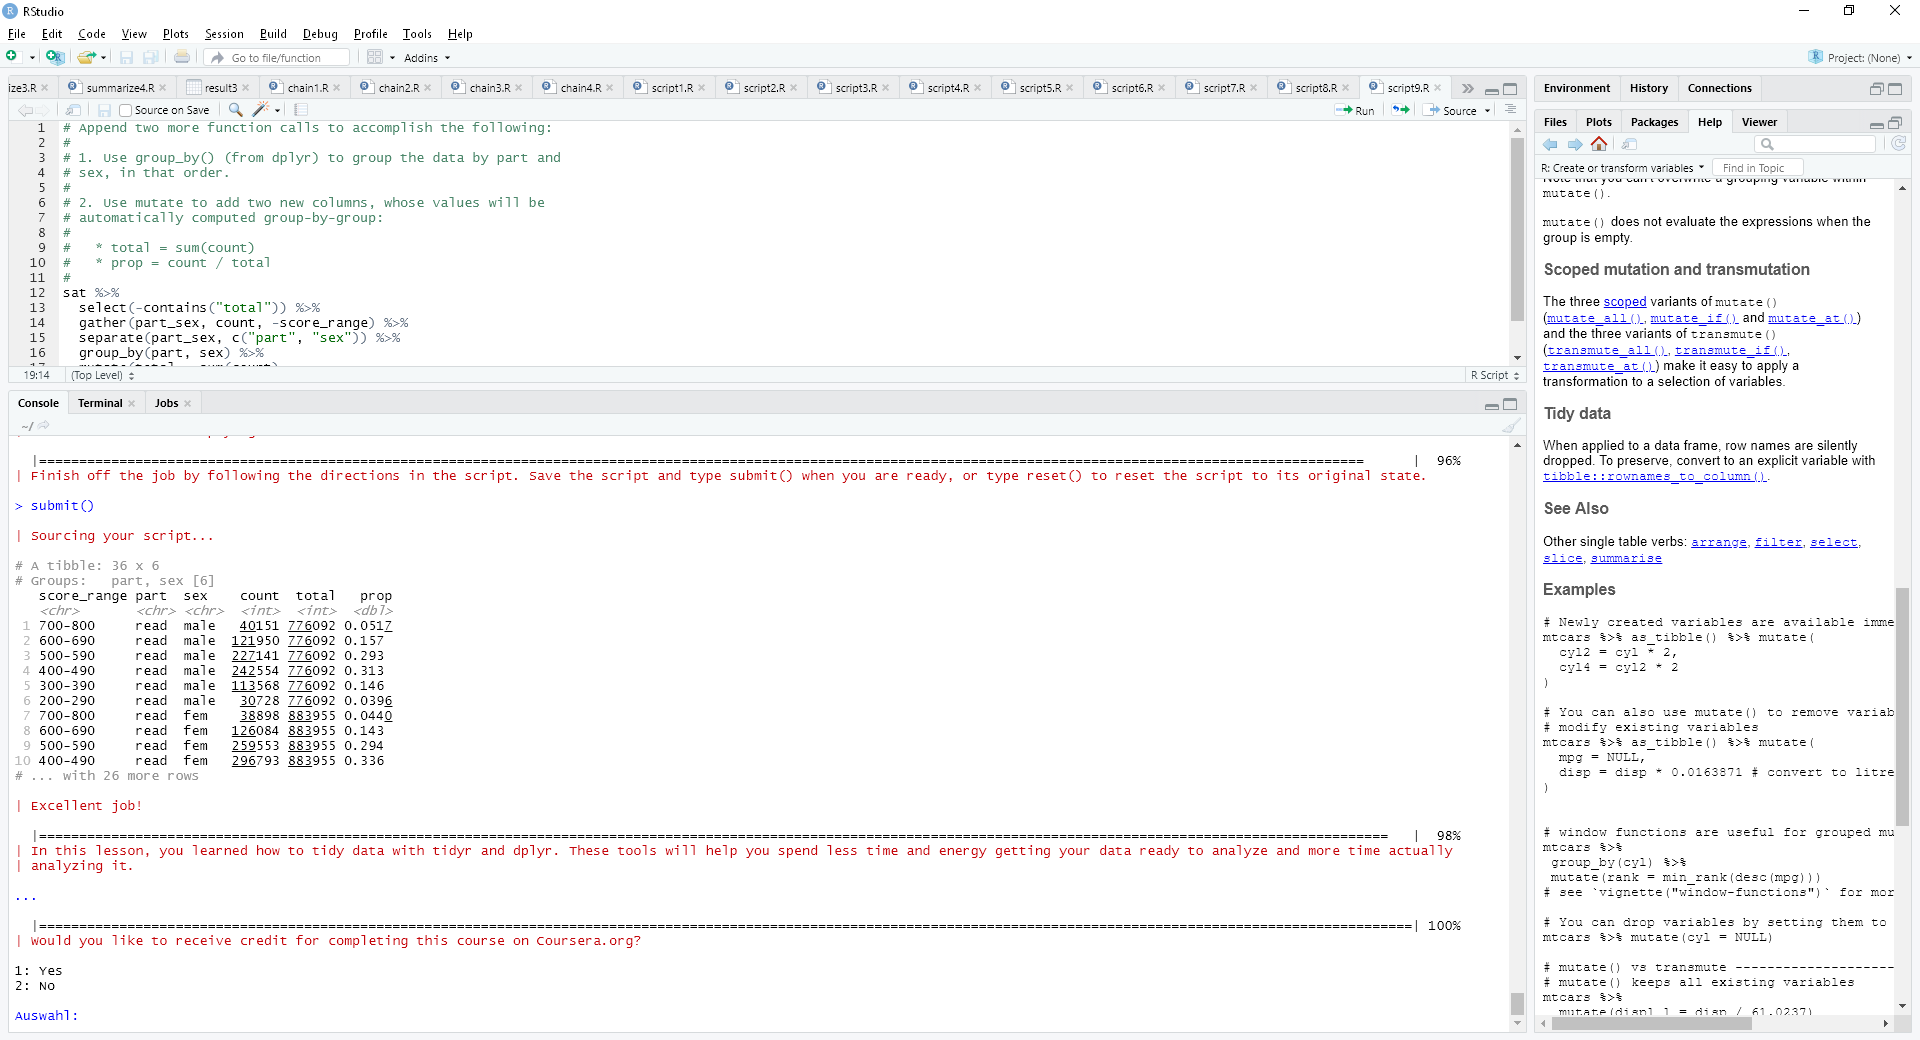 RStudio
File Edit Code View Plots Session Build Debug Profile Tools Help
Go to file/function Addins Project: (None)
ize3.R summarize4.R result3 chain1.R chain2.R chain3.R chain4.R script1.R script2.R script3.R script4.R script5.R script6.R script7.R script8.R script9.R
Source on Save Run Source
1 # Append two more function calls to accomplish the following:
2 #
3 # 1. Use group_by() (from dplyr) to group the data by part and
4 # sex, in that order.
5 #
6 # 2. Use mutate to add two new columns, whose values will be
7 # automatically computed group-by-group:
8 #
9 #   * total = sum(count)
10 #   * prop = count / total
11 #
12 sat %>%
13   select(-contains("total")) %>%
14   gather(part_sex, count, -score_range) %>%
15   separate(part_sex, c("part", "sex")) %>%
16   group_by(part, sex) %>%
17   mutate(total = sum(count),
19:14 (Top Level) R Script
Console Terminal Jobs
~/
|====| 96%
| Finish off the job by following the directions in the script. Save the script and type submit() when you are ready, or type reset() to reset the script to its original state.
> submit()
| Sourcing your script...
# A tibble: 36 x 6
# Groups:   part, sex [6]
score_range part sex count total prop
<chr> <chr> <chr> <int> <int> <dbl>
1 700-800 read male 40151 776092 0.0517
2 600-690 read male 121950 776092 0.157
3 500-590 read male 227141 776092 0.293
4 400-490 read male 242554 776092 0.313
5 300-390 read male 113568 776092 0.146
6 200-290 read male 30728 776092 0.0396
7 700-800 read fem 38898 883955 0.0440
8 600-690 read fem 126084 883955 0.143
9 500-590 read fem 259553 883955 0.294
10 400-490 read fem 296793 883955 0.336
# ... with 26 more rows
| Excellent job!
|====| 98%
| In this lesson, you learned how to tidy data with tidyr and dplyr. These tools will help you spend less time and energy getting your data ready to analyze and more time actually
| analyzing it.
...
|====| 100%
| Would you like to receive credit for completing this course on Coursera.org?
1: Yes
2: No
Auswahl:
Environment History Connections
Files Plots Packages Help Viewer
R: Create or transform variables Find in Topic
Note that you can't overwrite a grouping variable within
mutate().
mutate() does not evaluate the expressions when the
group is empty.
Scoped mutation and transmutation
The three scoped variants of mutate()
(mutate_all(), mutate_if() and mutate_at())
and the three variants of transmute()
(transmute_all(), transmute_if(),
transmute_at()) make it easy to apply a
transformation to a selection of variables.
Tidy data
When applied to a data frame, row names are silently
dropped. To preserve, convert to an explicit variable with
tibble::rownames_to_column().
See Also
Other single table verbs: arrange, filter, select,
slice, summarise
Examples
# Newly created variables are available imme
mtcars %>% as_tibble() %>% mutate(
  cyl2 = cyl * 2,
  cyl4 = cyl2 * 2
)
# You can also use mutate() to remove variab
# modify existing variables
mtcars %>% as_tibble() %>% mutate(
  mpg = NULL,
  disp = disp * 0.0163871 # convert to litre
)
# window functions are useful for grouped mu
mtcars %>%
 group_by(cyl) %>%
 mutate(rank = min_rank(desc(mpg)))
# see `vignette("window-functions")` for mor
# You can drop variables by setting them to
mtcars %>% mutate(cyl = NULL)
# mutate() vs transmute --------------------
# mutate() keeps all existing variables
mtcars %>%
  mutate(displ_l = disp / 61.0237)